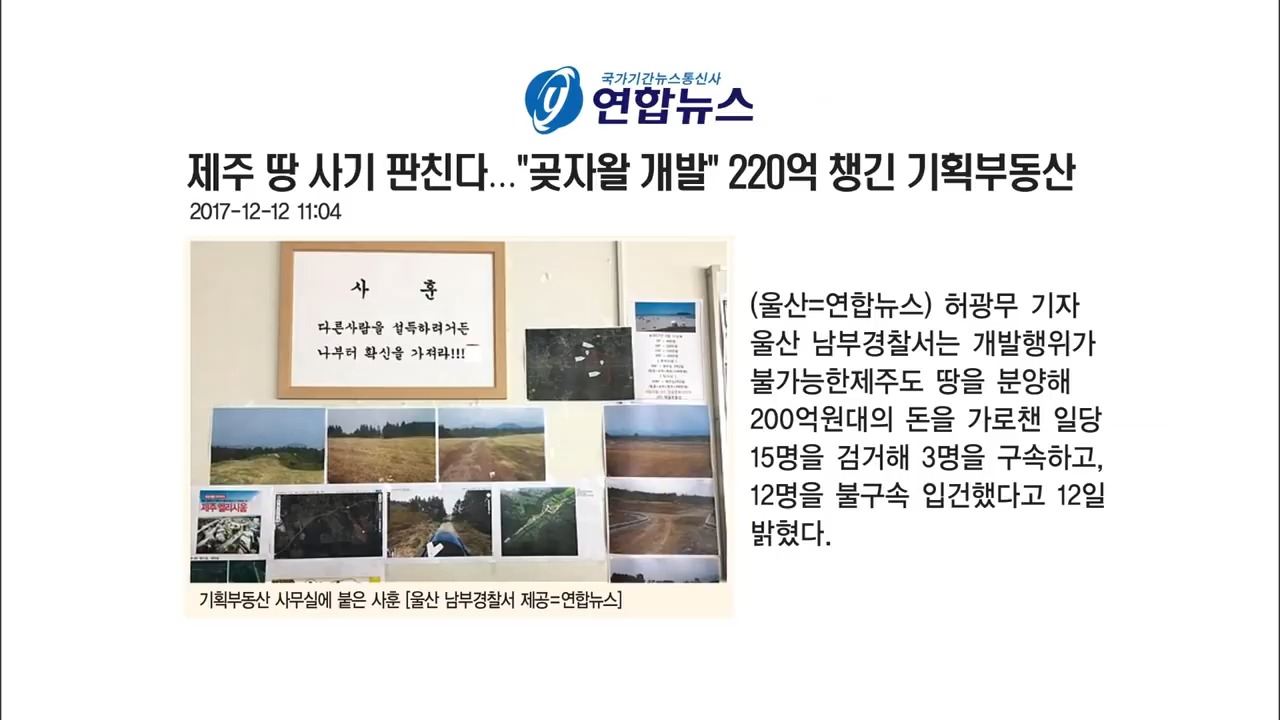 국가기간뉴스통신사
연합뉴스
제주 땅 사기 판친다..."곶자왈 개발" 220억 챙긴 기획부동산
2017-12-12 11:04
사 훈
다른사람을 설득하려거든
나부터 확신을 가져라!!!
제주 엘리시움
(울산=연합뉴스) 허광무 기자
울산 남부경찰서는 개발행위가
불가능한제주도 땅을 분양해
200억원대의 돈을 가로챈 일당
15명을 검거해 3명을 구속하고,
12명을 불구속 입건했다고 12일
밝혔다.
기획부동산 사무실에 붙은 사훈 [울산 남부경찰서 제공=연합뉴스]